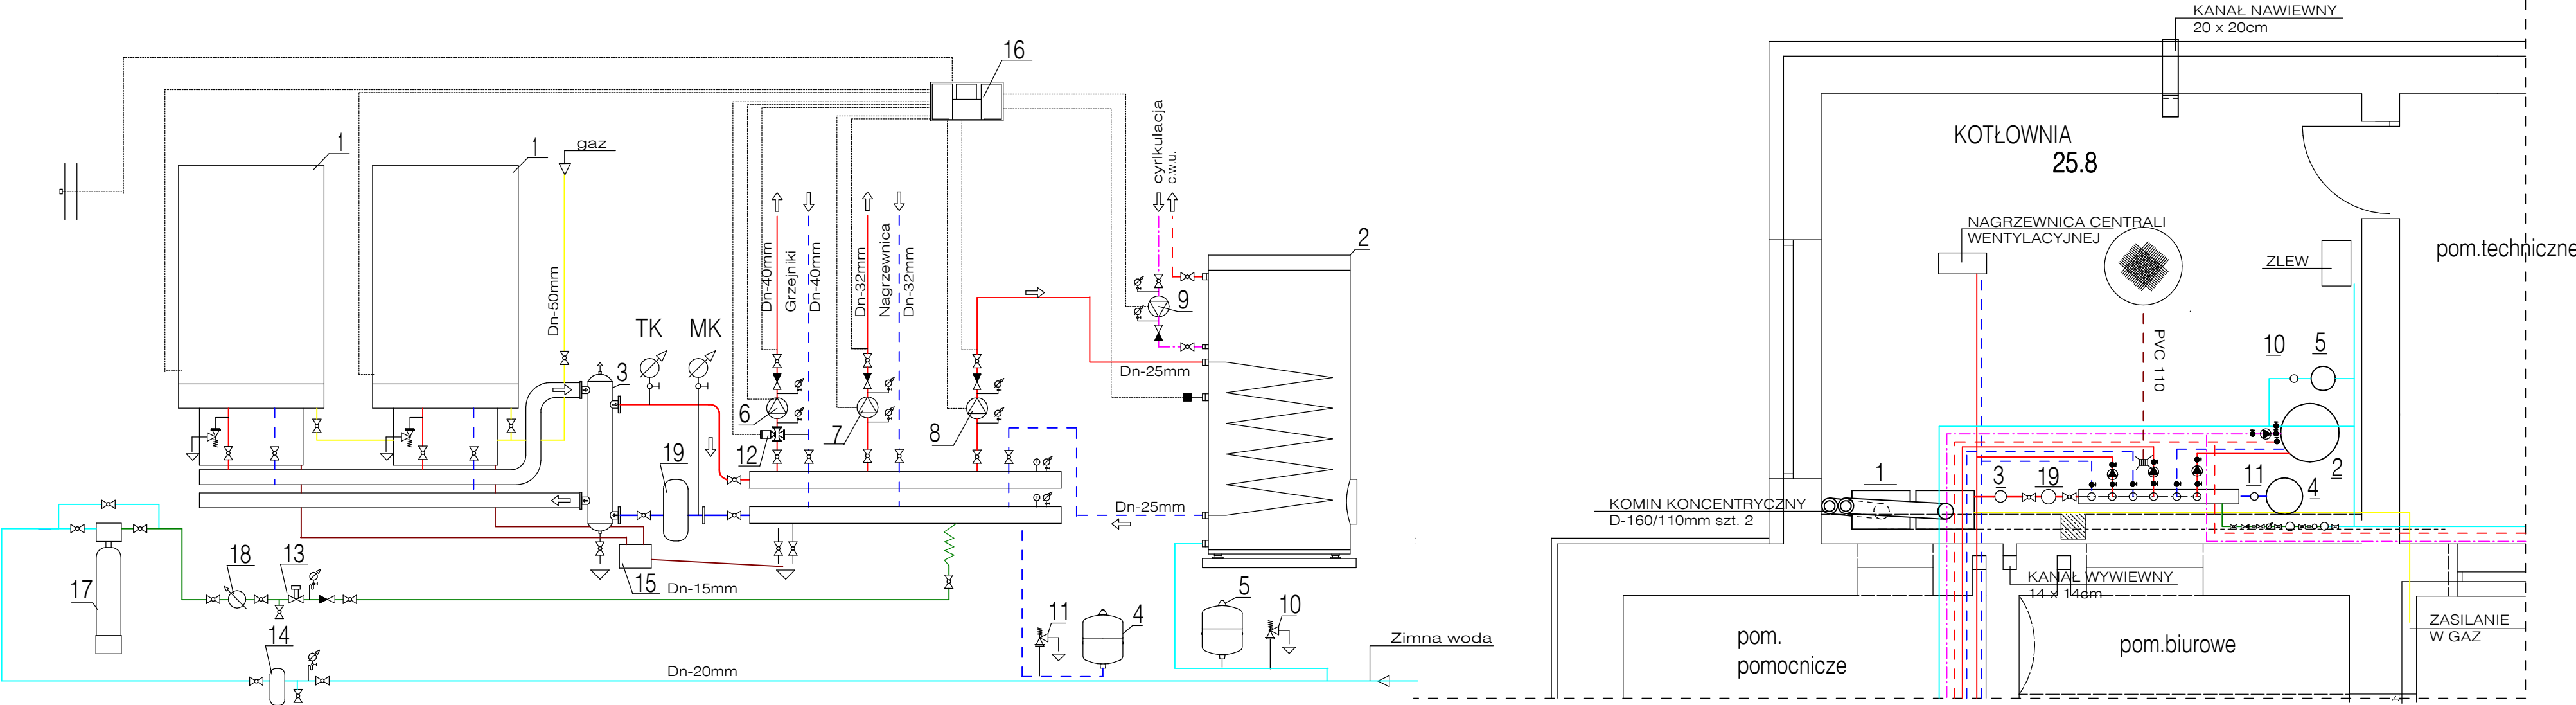 16
1
1
gaz
Dn-50mm
cyrlkulacja
c.w.u.
Dn-40mm
Grzejniki
Dn-40mm
Dn-32mm
Nagrzewnica
Dn-32mm
2
9
TK
MK
3
Dn-25mm
6
7
8
12
19
Dn-25mm
17
18
13
15
Dn-15mm
14
11
4
5
10
Dn-20mm
Zimna woda
KANAŁ NAWIEWNY
20 x 20cm
KOTŁOWNIA
25.8
NAGRZEWNICA CENTRALI
WENTYLACYJNEJ
ZLEW
pom.techniczne
PVC 110
10
5
2
1
3
19
11
4
KOMIN KONCENTRYCZNY
D-160/110mm szt. 2
KANAŁ WYWIEWNY
14 x 14cm
pom.
pomocnicze
pom.biurowe
ZASILANIE
W GAZ